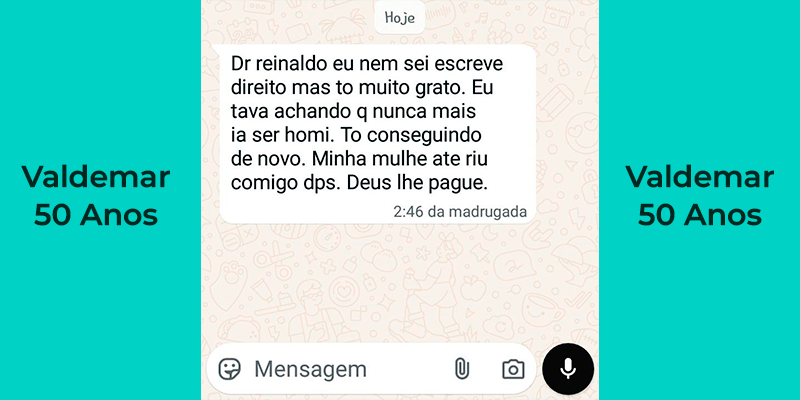 Hoje
Dr reinaldo eu nem sei escreve
direito mas to muito grato. Eu
tava achando q nunca mais
ia ser homi. To conseguindo
de novo. Minha mulhe ate riu
comigo dps. Deus lhe pague.
2:46 da madrugada
Valdemar
50 Anos
Valdemar
50 Anos
Mensagem